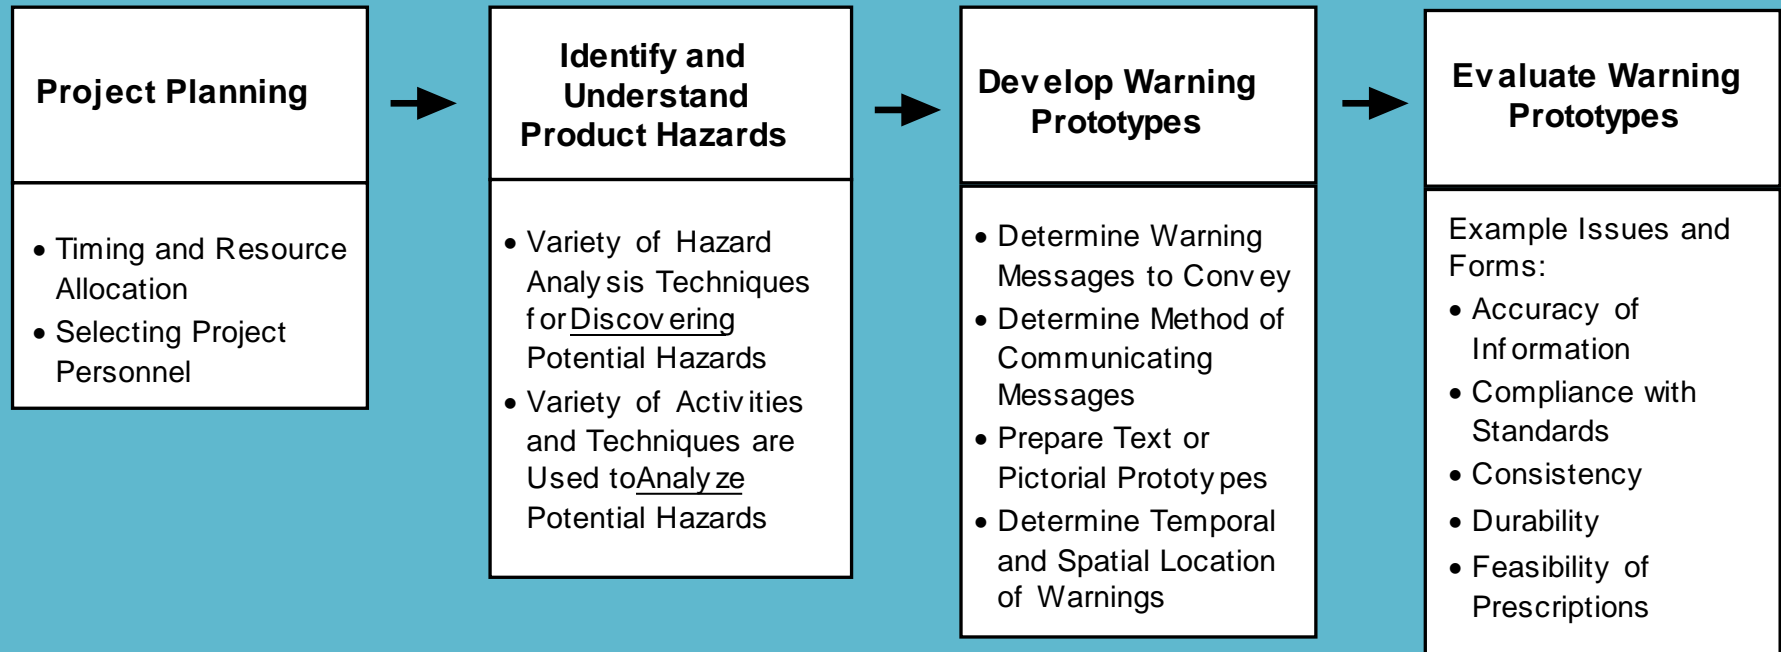 Project Planning
• Timing and Resource
Allocation
• Selecting Project
Personnel
Identify and
Understand
Product Hazards
• Variety of Hazard
Analysis Techniques
for Discovering
Potential Hazards
• Variety of Activities
and Techniques are
Used to Analyze
Potential Hazards
Develop Warning
Prototypes
• Determine Warning
Messages to Convey
• Determine Method of
Communicating
Messages
• Prepare Text or
Pictorial Prototypes
• Determine Temporal
and Spatial Location
of Warnings
Evaluate Warning
Prototypes
Example Issues and
Forms:
• Accuracy of
Information
• Compliance with
Standards
• Consistency
• Durability
• Feasibility of
Prescriptions